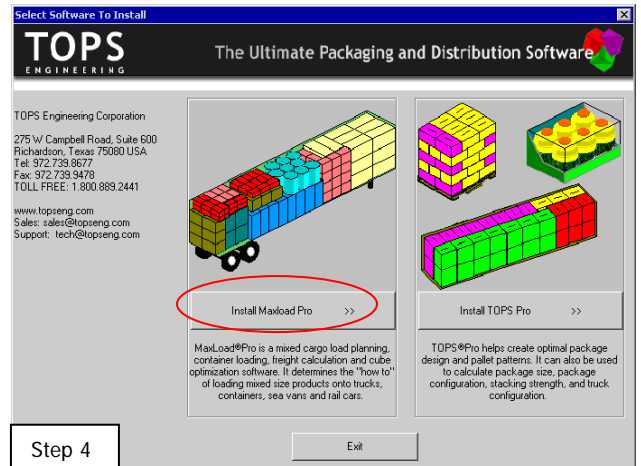 Select Software To Install
TOPS
ENGINEERING
The Ultimate Packaging and Distribution Software
TOPS Engineering Corporation
275 W Campbell Road, Suite 600
Richardson, Texas 75080 USA
Tel: 972.739.8677
Fax: 972.739.9478
TOLL FREE: 1.800.889.2441
www.topseng.com
Sales: sales@topseng.com
Support: tech@topseng.com
Install Maxload Pro >>
MaxLoad®Pro is a mixed cargo load planning,
container loading, freight calculation and cube
optimization software. It determines the "how to"
of loading mixed size products onto trucks,
containers, sea vans and rail cars.
Install TOPS Pro >>
TOPS®Pro helps create optimal package
design and pallet patterns. It can also be used
to calculate package size, package
configuration, stacking strength, and truck
configuration.
Step 4
Exit